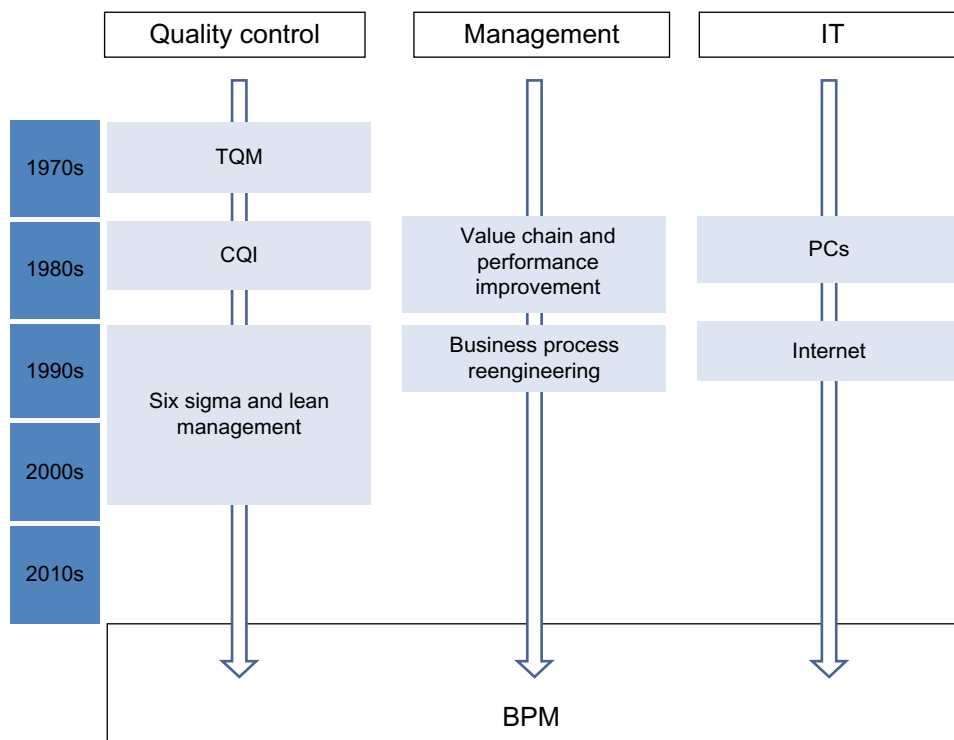 Quality control
Management
IT
1970s
TQM
1980s
CQI
Value chain and
performance
improvement
PCs
1990s
Business process
reengineering
Internet
Six sigma and lean
management
2000s
2010s
BPM